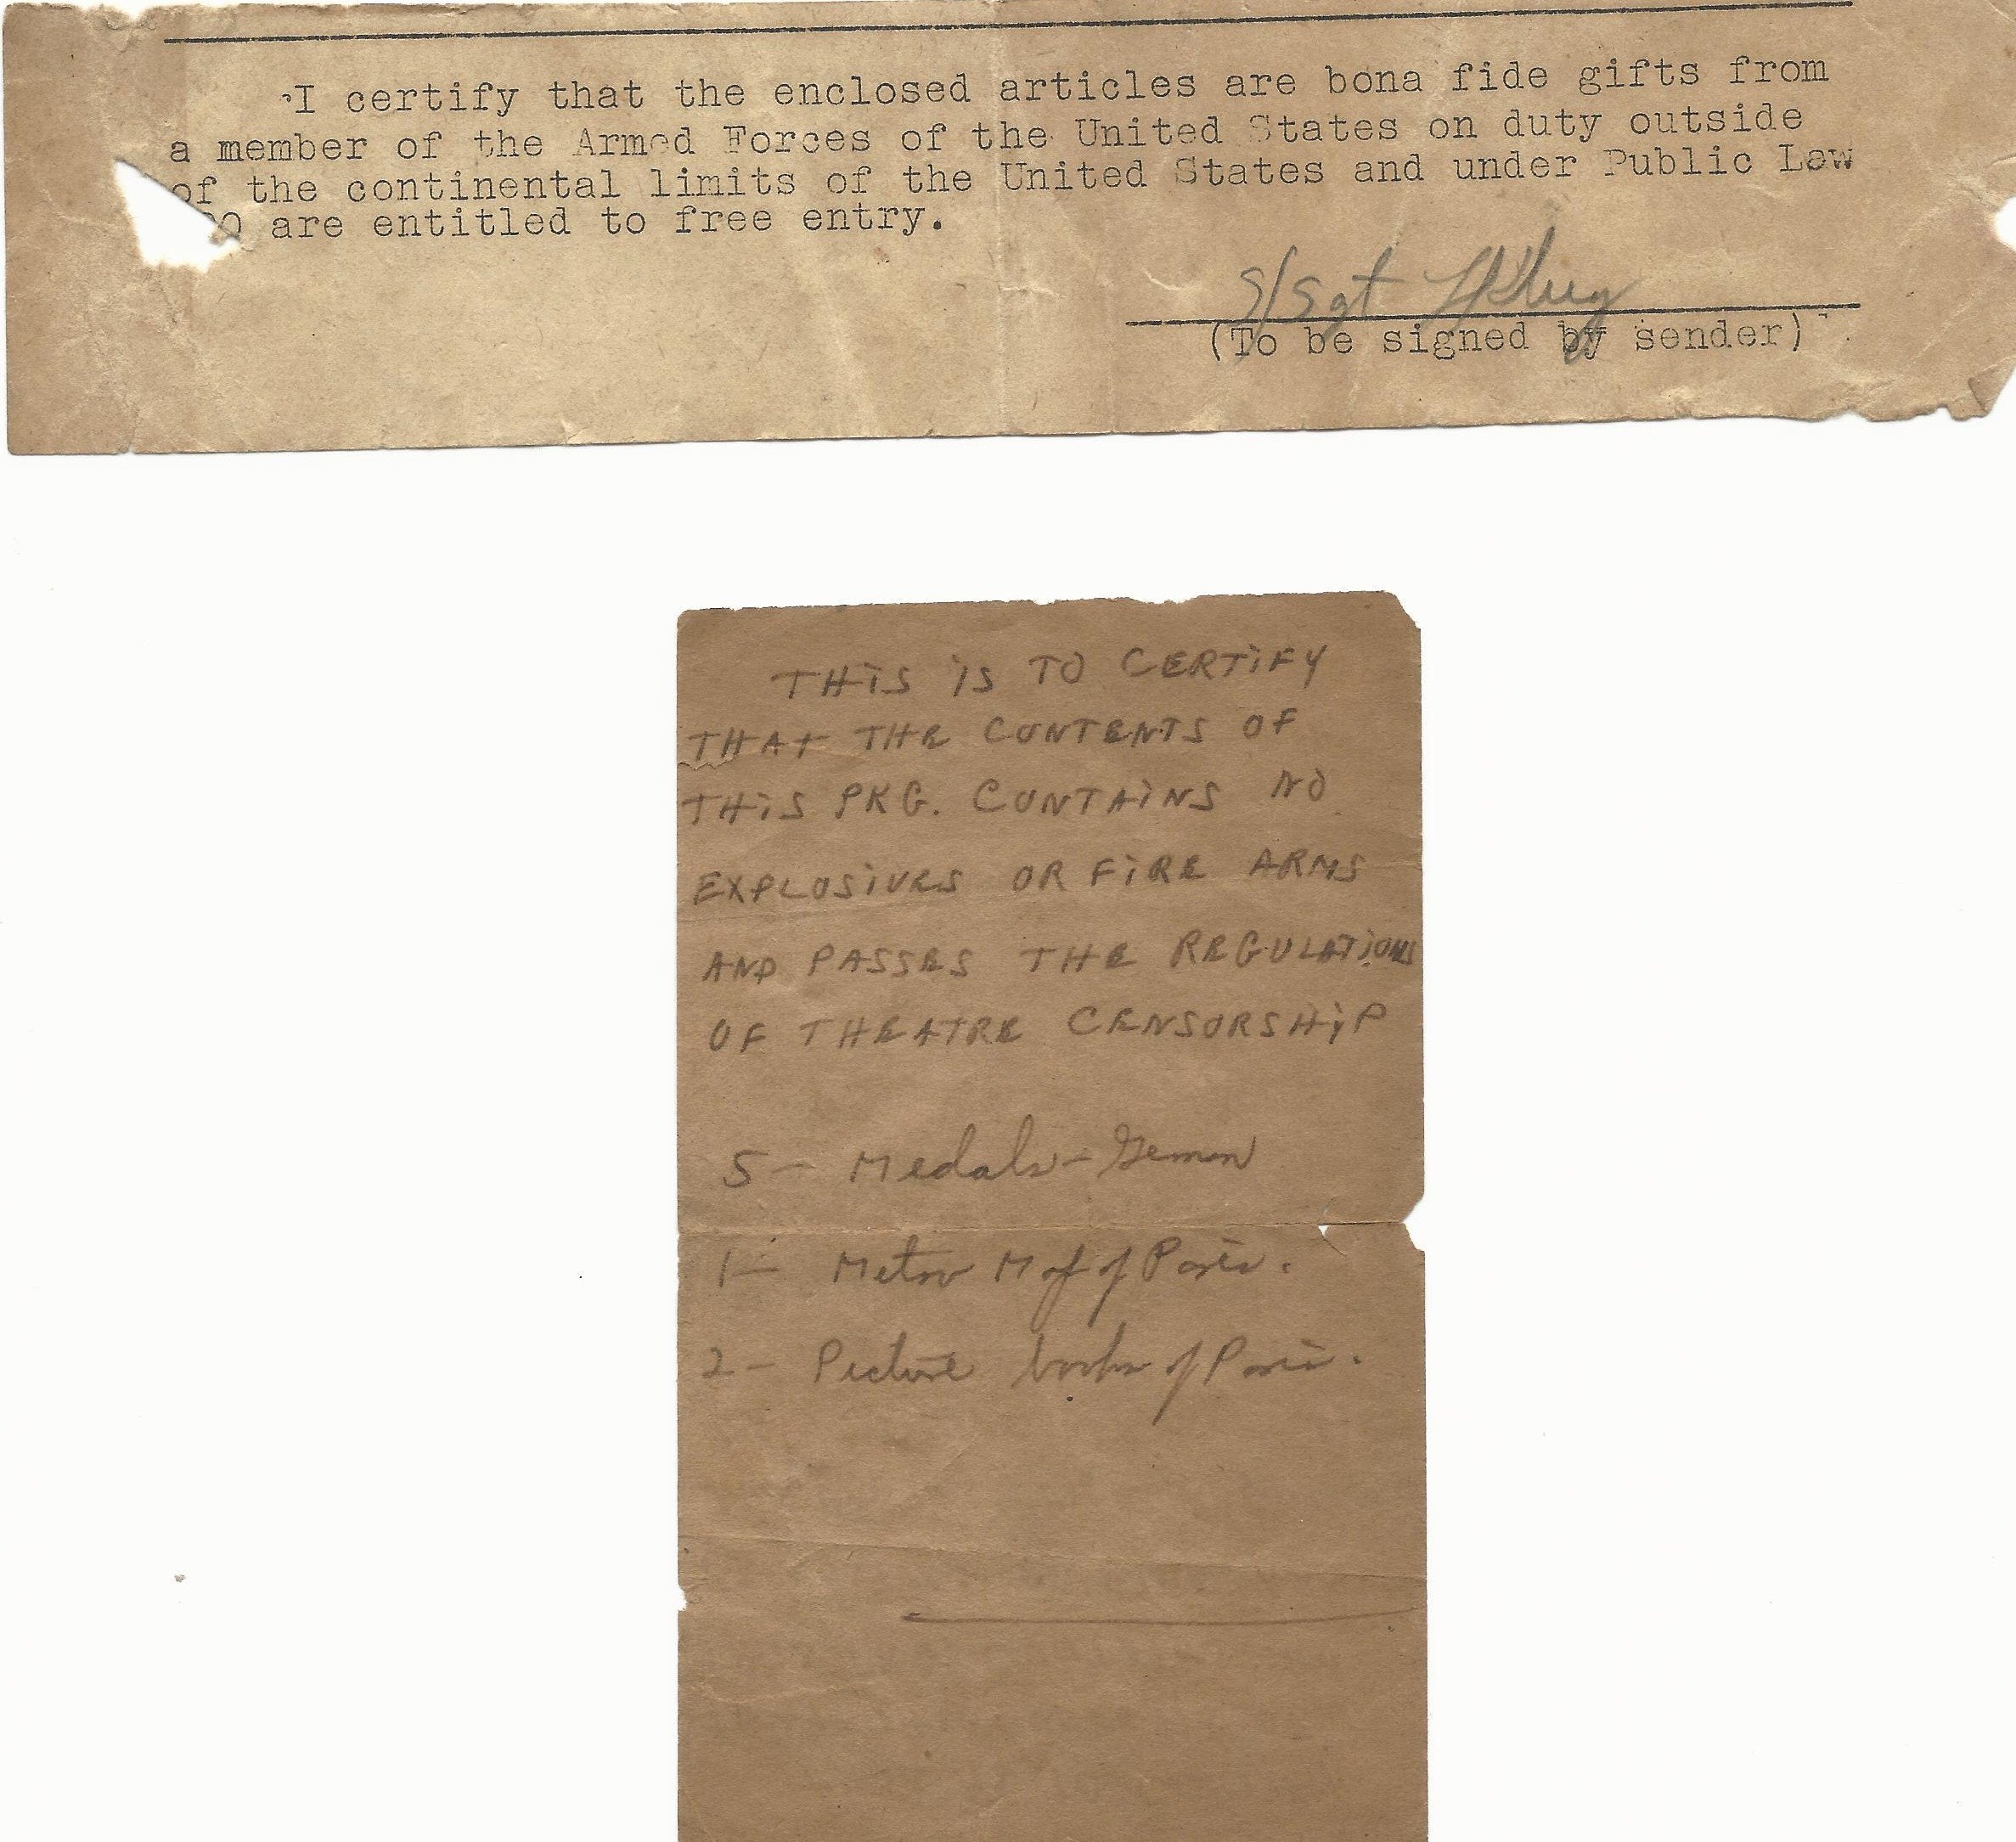 I certify that the enclosed articles are bona fide gifts from
a member of the Armed Forces of the United States on duty outside
of the continental limits of the United States and under Public Law
0 are entitled to free entry.
S/Sgt
(To be signed by sender)
THIS IS TO CERTIFY
THAT THE CONTENTS OF
THIS PKG. CONTAINS NO
EXPLOSIVES OR FIRE ARMS
AND PASSES THE REGULATIONS
OF THEATRE CENSORSHIP
5 - Medals - German
1 - Metro Map of Paris.
2 - Picture books of Paris.